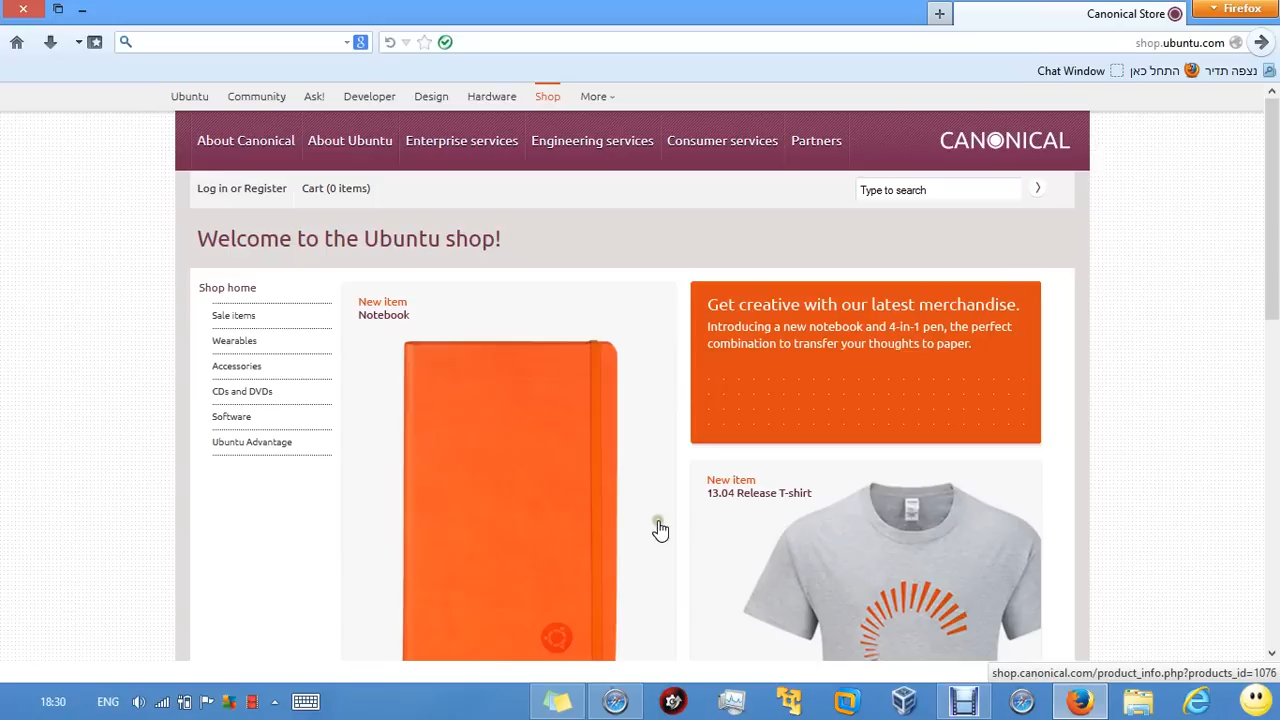 Firefox
Canonical Store
shop.ubuntu.com
Chat Window
התחל כאן
נצפה תדיר
Ubuntu Community Ask! Developer Design Hardware Shop More
About Canonical About Ubuntu Enterprise services Engineering services Consumer services Partners
CANONICAL
Log in or Register Cart (0 items)
Type to search
Welcome to the Ubuntu shop!
Shop home
Sale items
Wearables
Accessories
CDs and DVDs
Software
Ubuntu Advantage
New item
Notebook
Get creative with our latest merchandise.
Introducing a new notebook and 4-in-1 pen, the perfect
combination to transfer your thoughts to paper.
New item
13.04 Release T-shirt
shop.canonical.com/product_info.php?products_id=1076
18:30
ENG